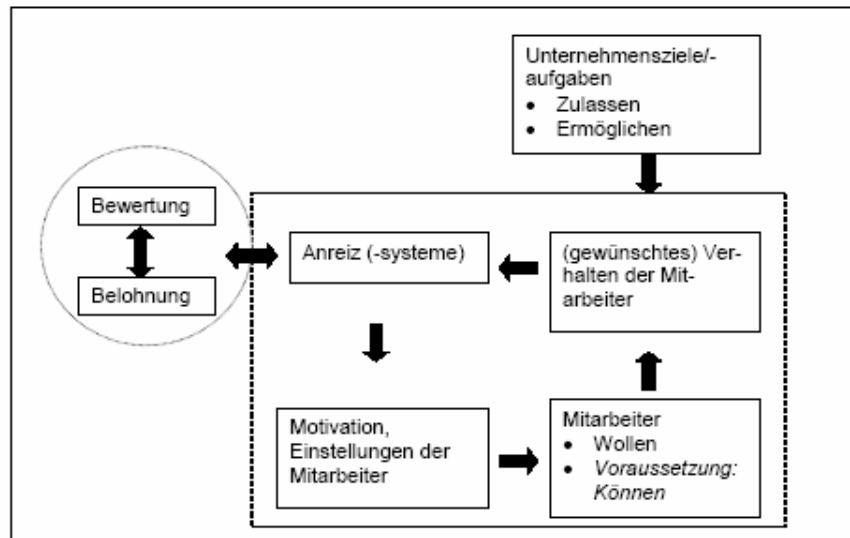 Unternehmensziele/-
aufgaben
• Zulassen
• Ermöglichen
Bewertung
Belohnung
Anreiz (-systeme)
(gewünschtes) Ver-
halten der Mit-
arbeiter
Motivation,
Einstellungen der
Mitarbeiter
Mitarbeiter
• Wollen
• Voraussetzung:
Können